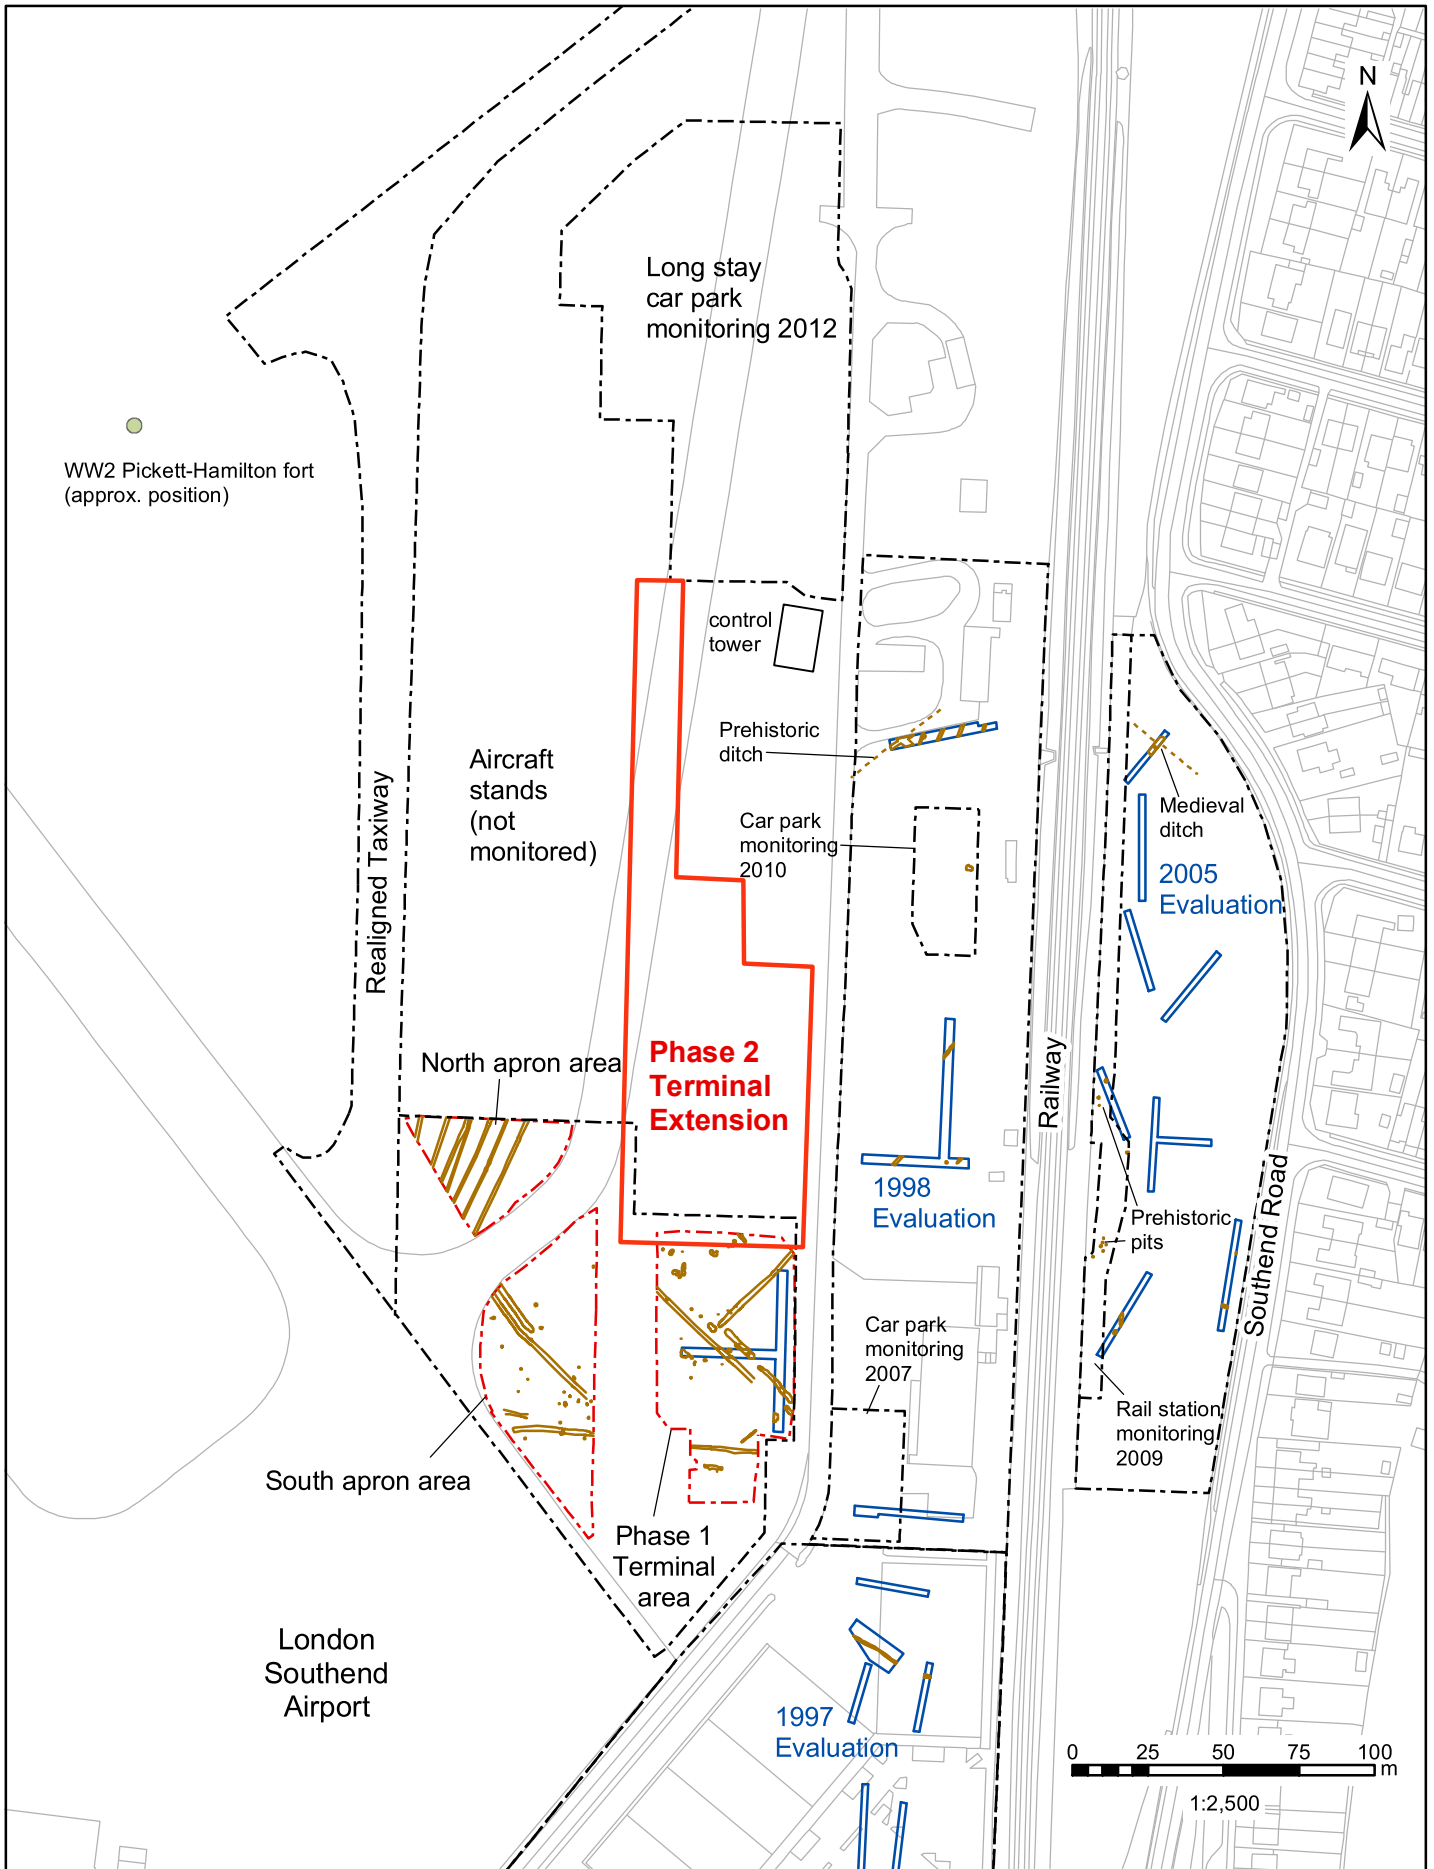 N
Long stay
car park
monitoring 2012
WW2 Pickett-Hamilton fort
(approx. position)
control
tower
Prehistoric
ditch
Aircraft
stands
(not
monitored)
Realigned Taxiway
Car park
monitoring
2010
Medieval
ditch
2005
Evaluation
North apron area
Phase 2
Terminal
Extension
Railway
1998
Evaluation
Prehistoric
pits
Southend Road
Car park
monitoring
2007
Rail station
monitoring
2009
South apron area
Phase 1
Terminal
area
London
Southend
Airport
1997
Evaluation
0 25 50 75 100
m
1:2,500